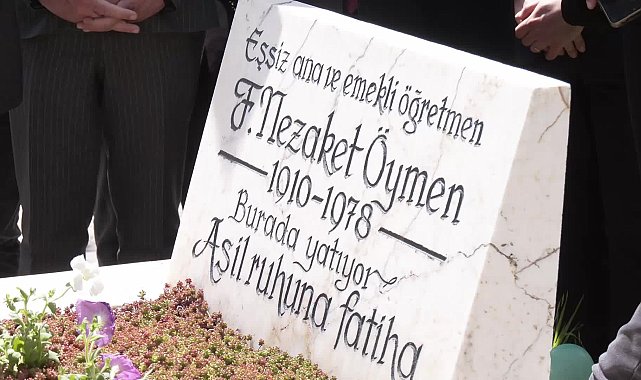 Eşsiz ana ve emekli öğretmen
F. Nezaket Öymen
1910-1978
Burada yatıyor
Asil ruhuna fatiha